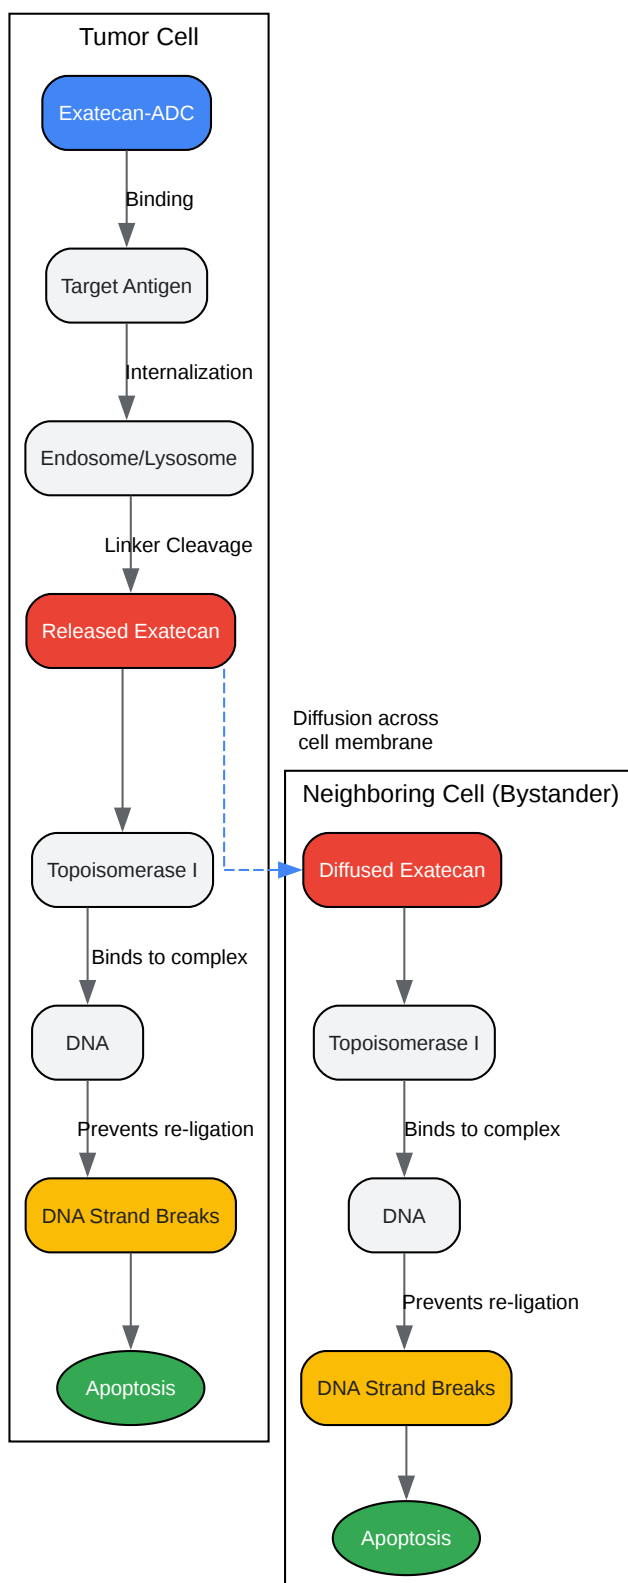 Tumor Cell
Exatecan-ADC
Binding
Target Antigen
Internalization
Endosome/Lysosome
Linker Cleavage
Released Exatecan
Topoisomerase I
Binds to complex
DNA
Prevents re-ligation
DNA Strand Breaks
Apoptosis
Diffusion across
cell membrane
Neighboring Cell (Bystander)
Diffused Exatecan
Topoisomerase I
Binds to complex
DNA
Prevents re-ligation
DNA Strand Breaks
Apoptosis